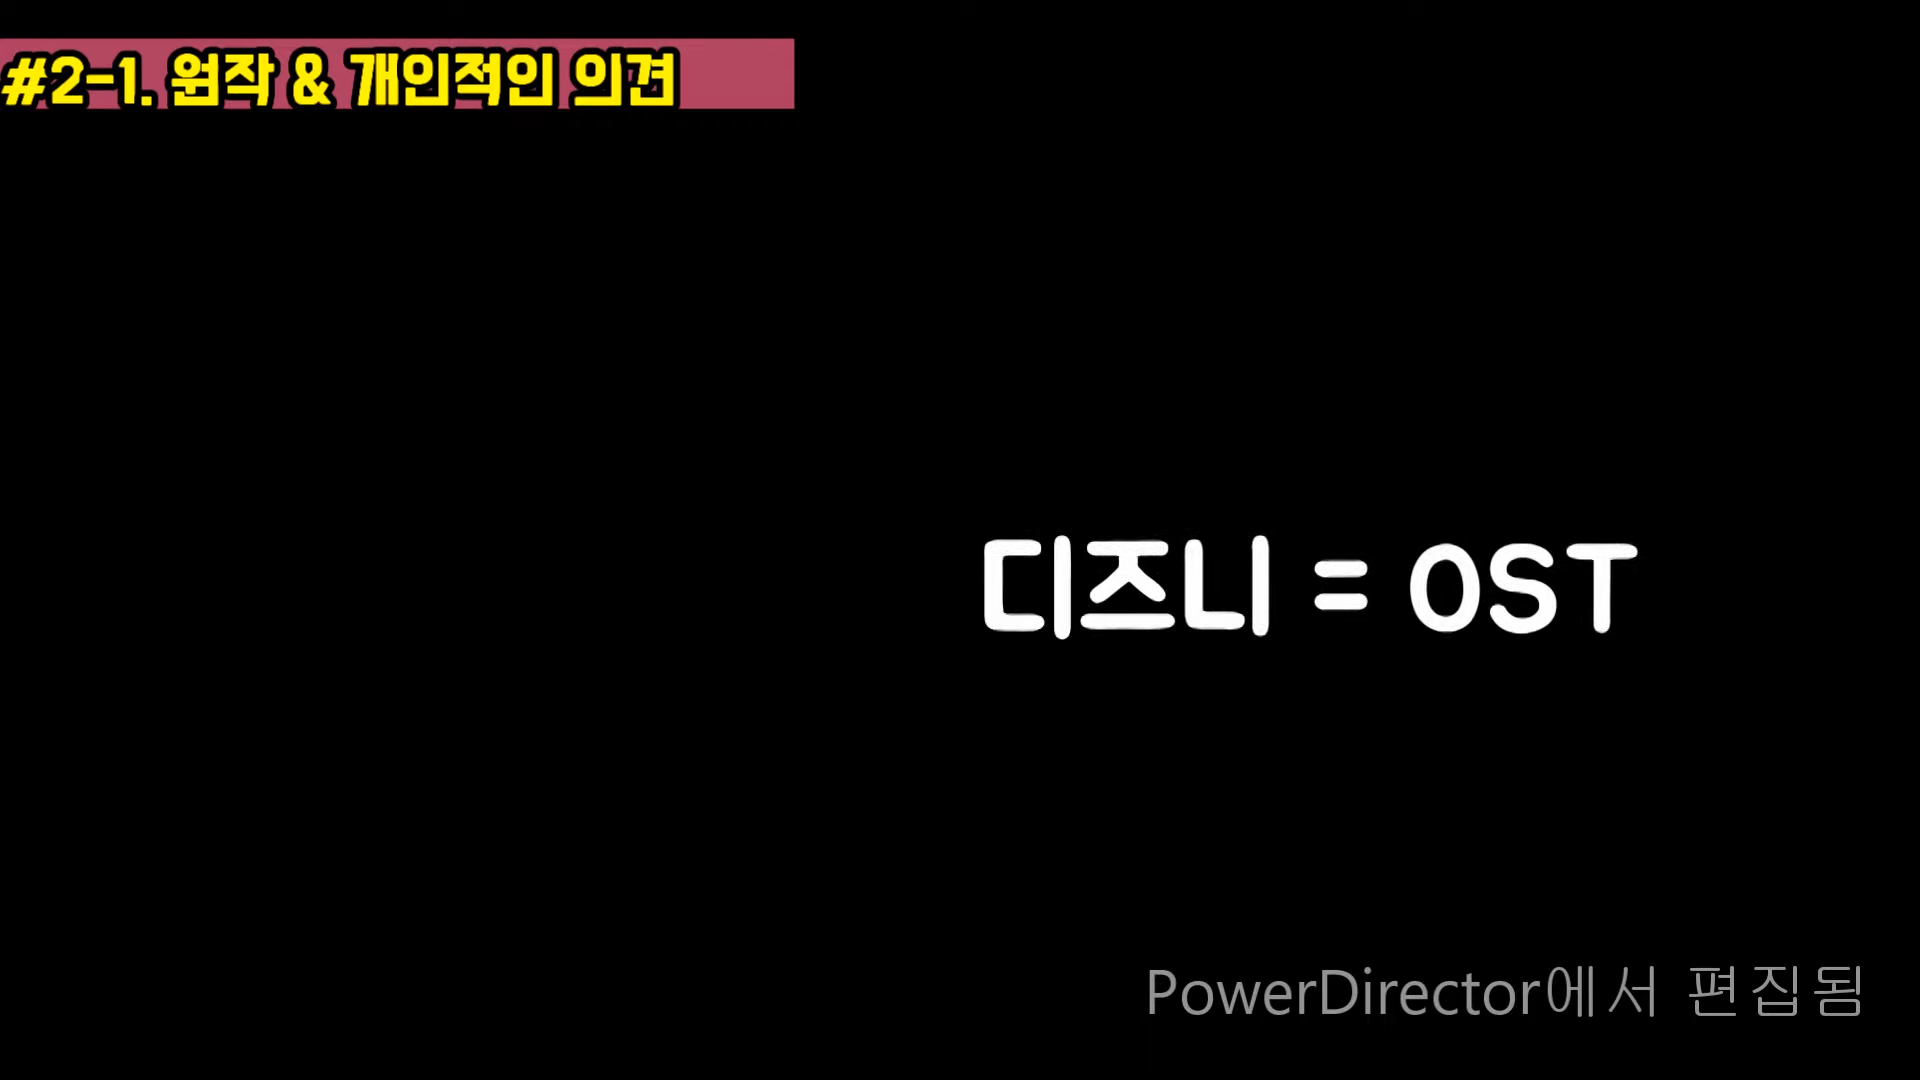 #2-1. 원작 & 개인적인 의견
디즈니 = OST
PowerDirector에서 편집됨